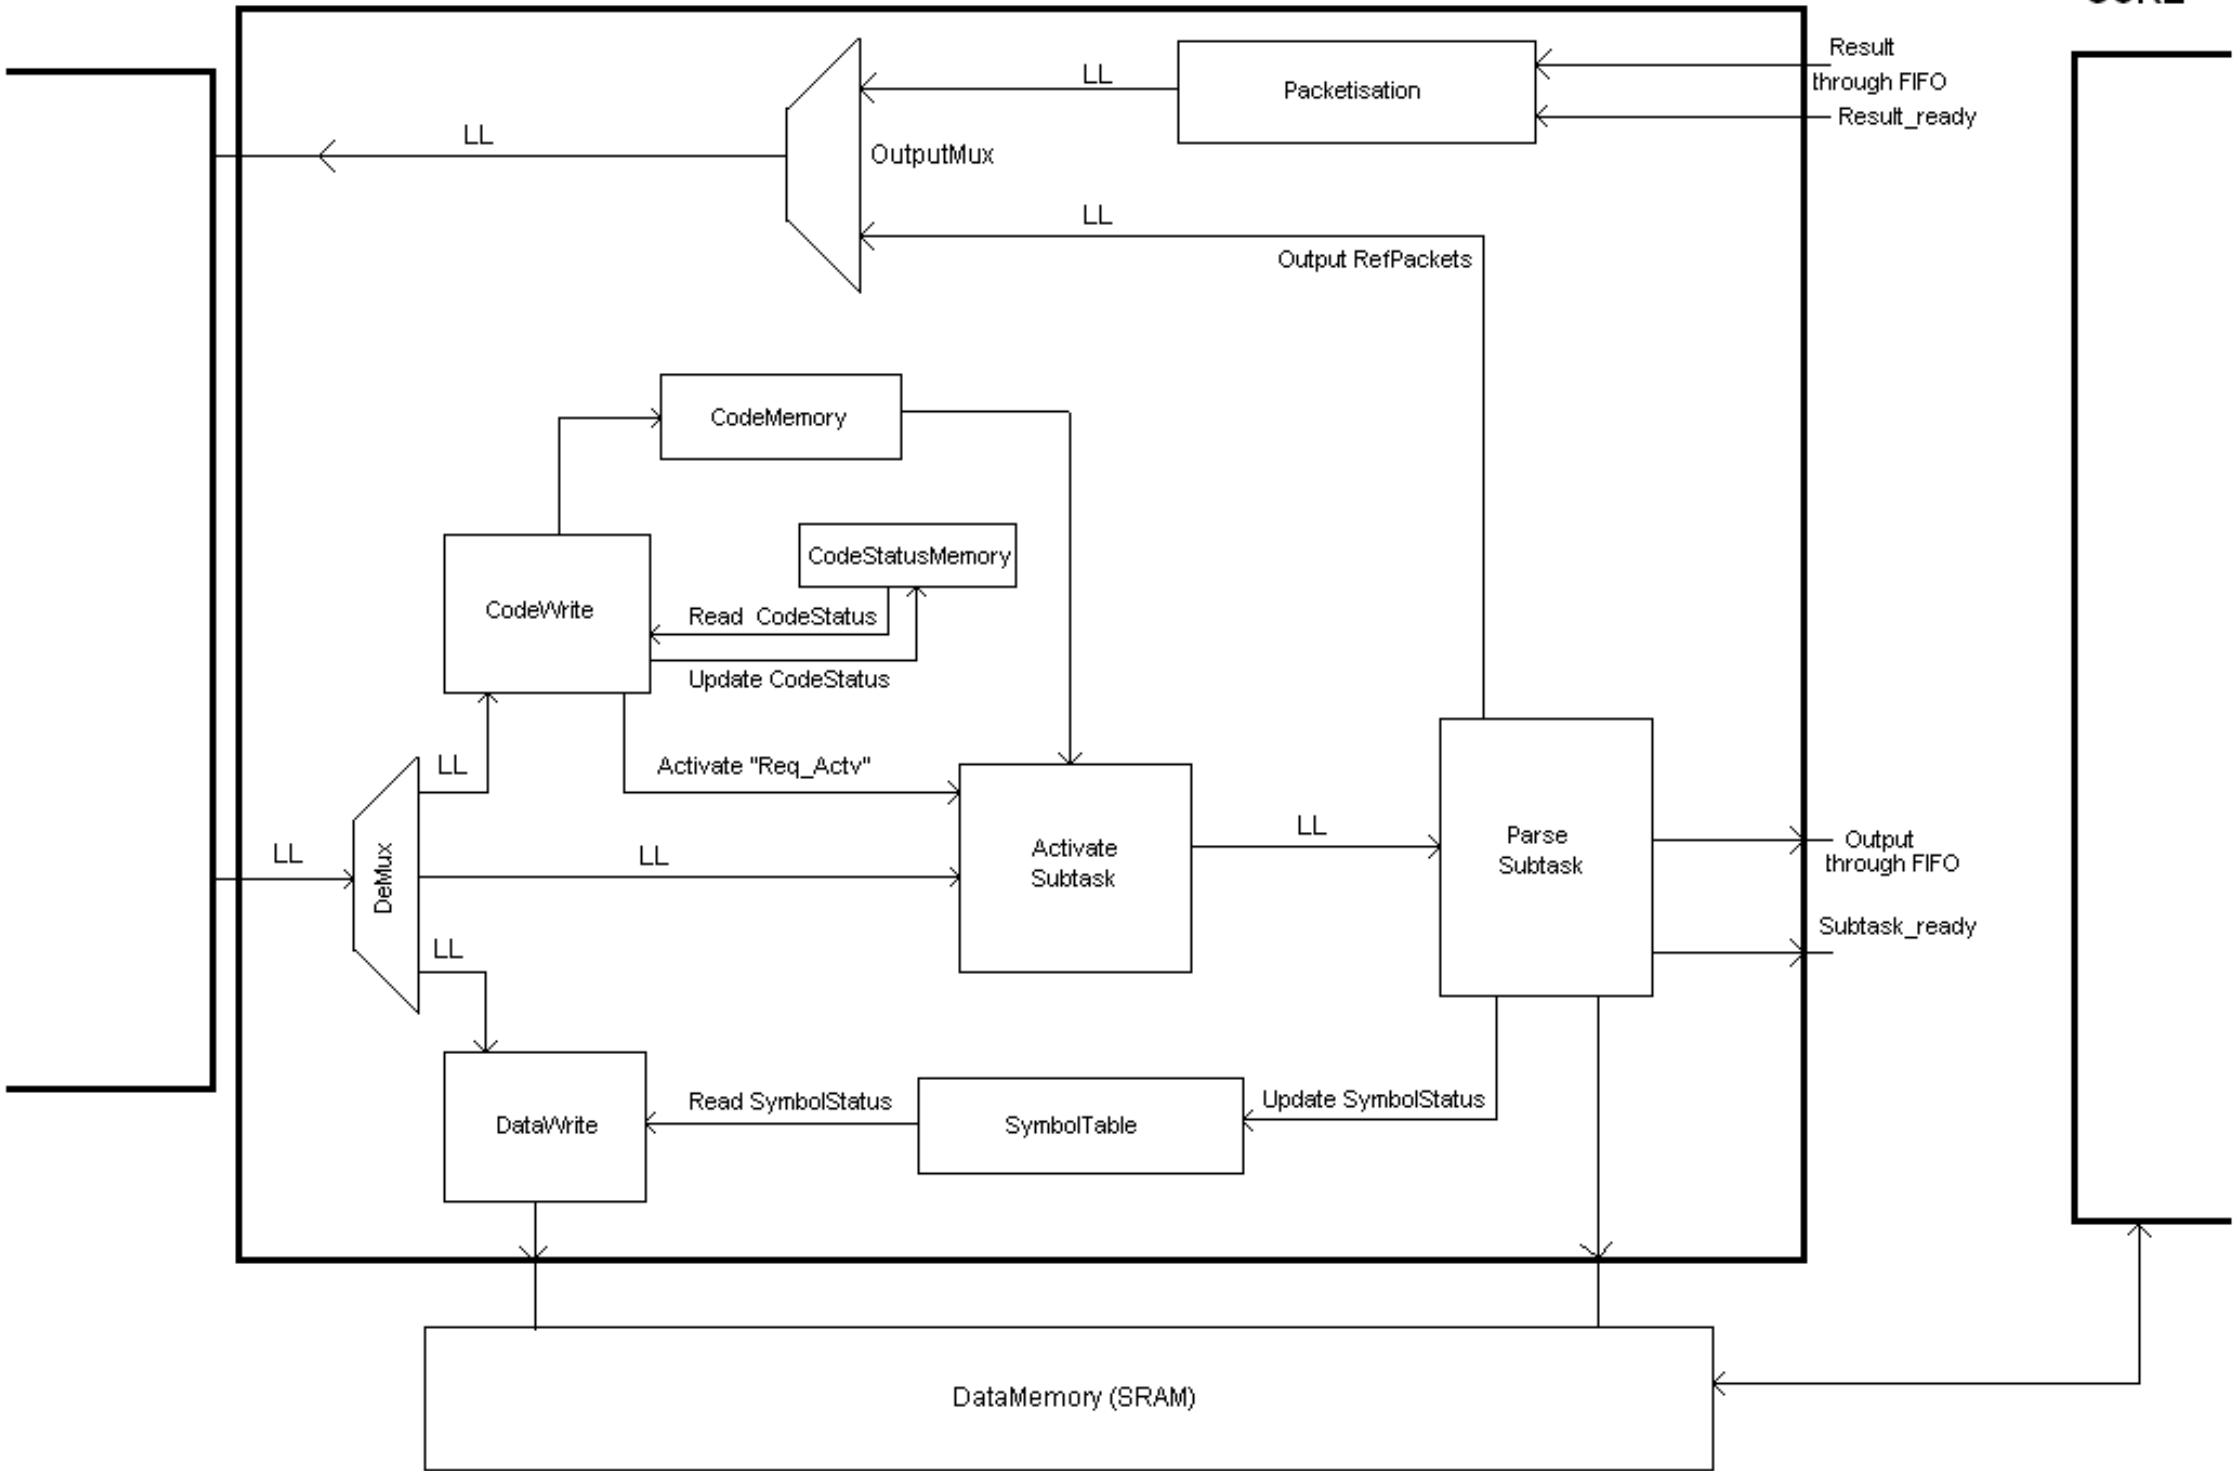 Result
through FIFO
Result_ready
LL
Packetisation
LL
OutputMux
LL
Output RefPackets
CodeMemory
CodeStatusMemory
CodeWrite
Read CodeStatus
Update CodeStatus
LL
Activate "Req_Actv"
LL
DeMux
LL
Activate
Subtask
LL
Parse
Subtask
Output
through FIFO
Subtask_ready
LL
DataWrite
Read SymbolStatus
SymbolTable
Update SymbolStatus
DataMemory (SRAM)